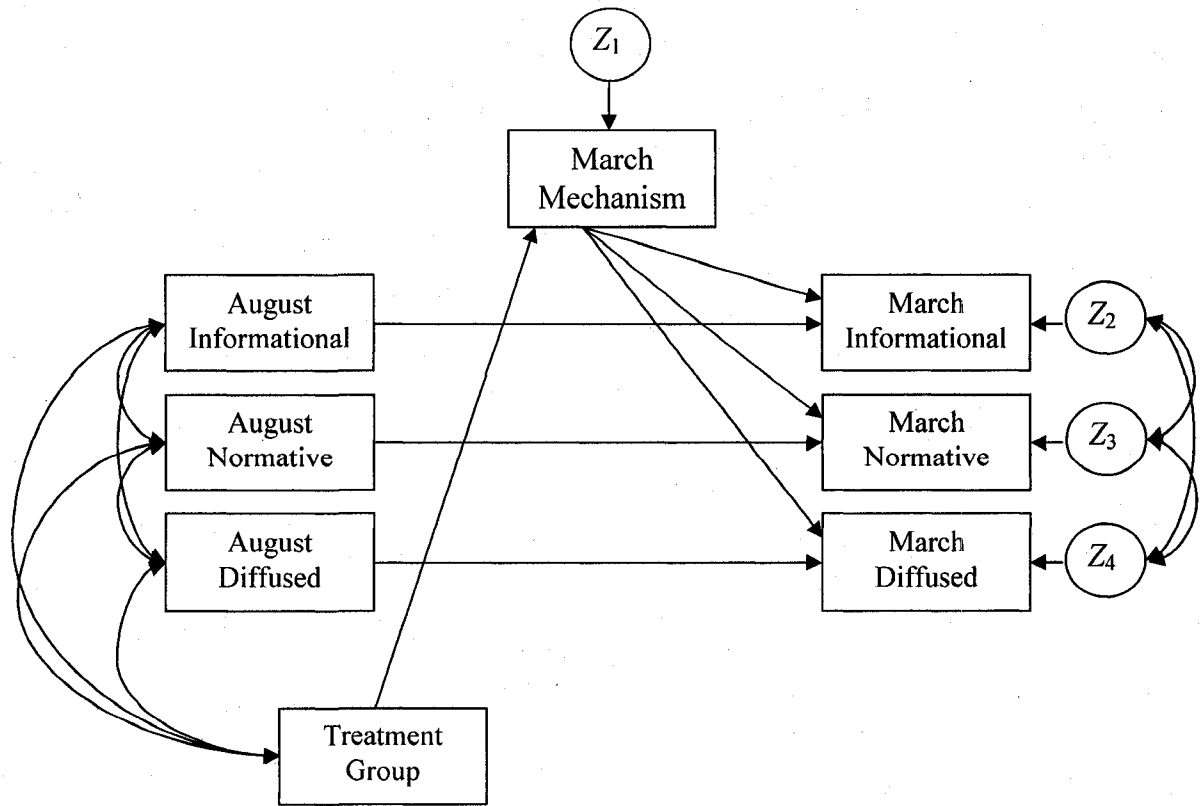 Z1
March
Mechanism
August
Informational
March
Informational
Z2
August
Normative
March
Normative
Z3
August
Diffused
March
Diffused
Z4
Treatment
Group